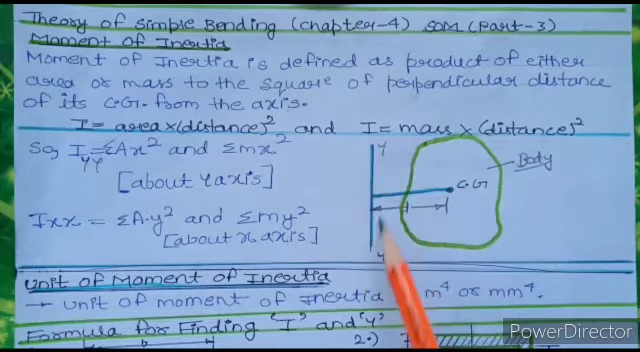 Theory of Simple Bending (Chapter-4) SOM (Part-3)
Moment of Inertia
Moment of Inertia is defined as product of either
area or mass to the square of perpendicular distance
of its C.G. from the axis.
I = area x (distance)² and I = mass x (distance)²
So, Iyy = ΣAx² and Σmx²
[about Y axis]
Ixx = ΣA.y² and Σmy²
[about x axis]
y
Body
C.G
y
Unit of Moment of Inertia
→ unit of moment of inertia m⁴ or mm⁴.
Formula for Finding 'I' and 'Y'
b
2.)
PowerDirector